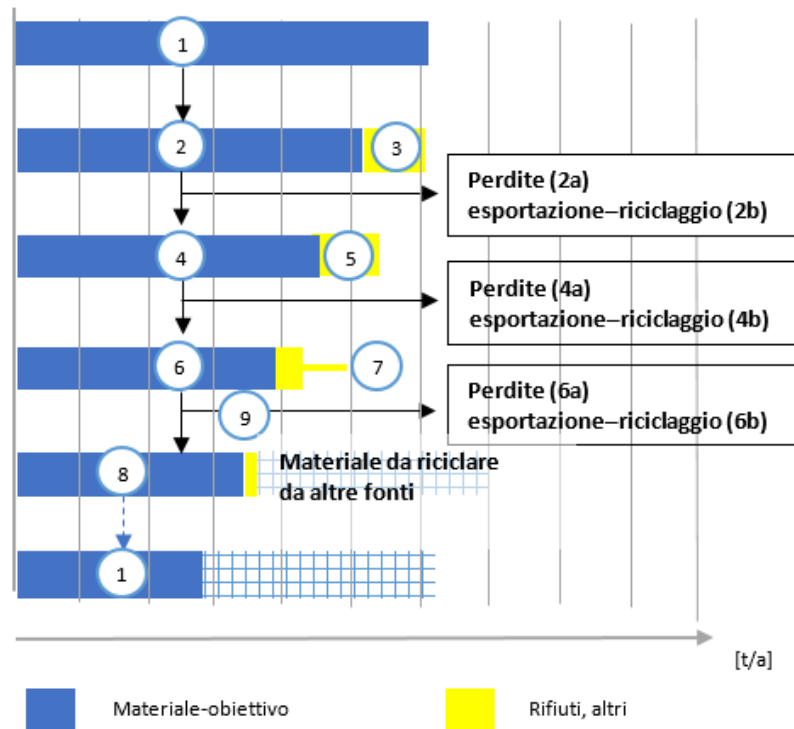 1
2
3
Perdite (2a)
esportazione–riciclaggio (2b)
4
5
Perdite (4a)
esportazione–riciclaggio (4b)
6
7
Perdite (6a)
esportazione–riciclaggio (6b)
9
8
Materiale da riciclare
da altre fonti
1
[t/a]
Materiale-obiettivo
Rifiuti, altri